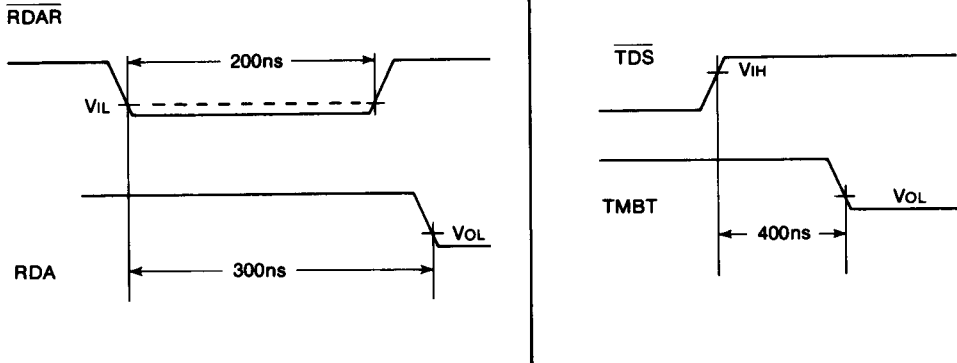 RDAR
200ns
VIL
VOL
RDA
300ns
TDS
VIH
TMBT
VOL
400ns